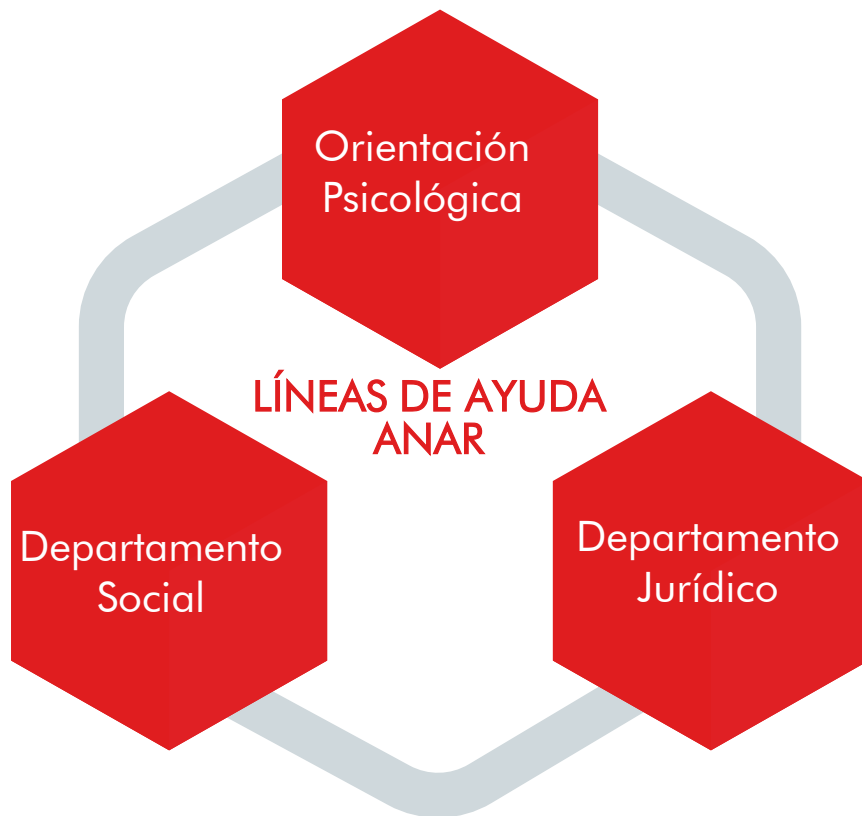 Orientación
Psicológica
LÍNEAS DE AYUDA
ANAR
Departamento
Social
Departamento
Jurídico